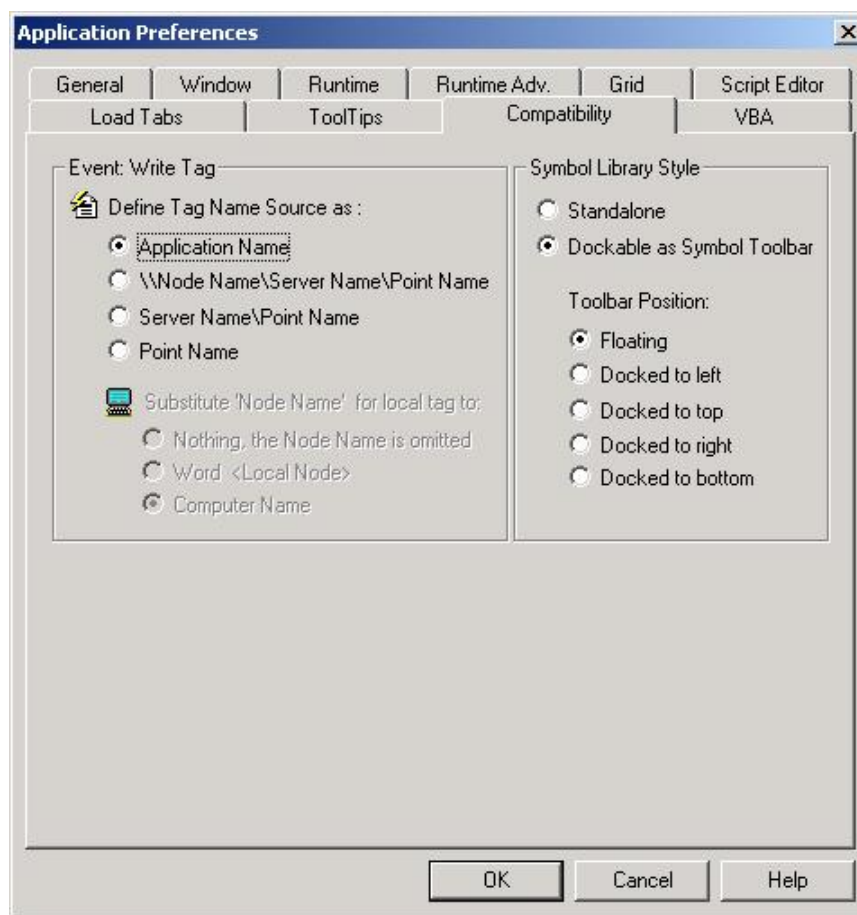 Application Preferences
General Window Runtime Runtime Adv. Grid Script Editor
Load Tabs ToolTips Compatibility VBA
Event: Write Tag
Define Tag Name Source as :
Application Name
\\Node Name\Server Name\Point Name
Server Name\Point Name
Point Name
Substitute 'Node Name' for local tag to:
Nothing, the Node Name is omitted
Word <Local Node>
Computer Name
Symbol Library Style
Standalone
Dockable as Symbol Toolbar
Toolbar Position:
Floating
Docked to left
Docked to top
Docked to right
Docked to bottom
OK Cancel Help